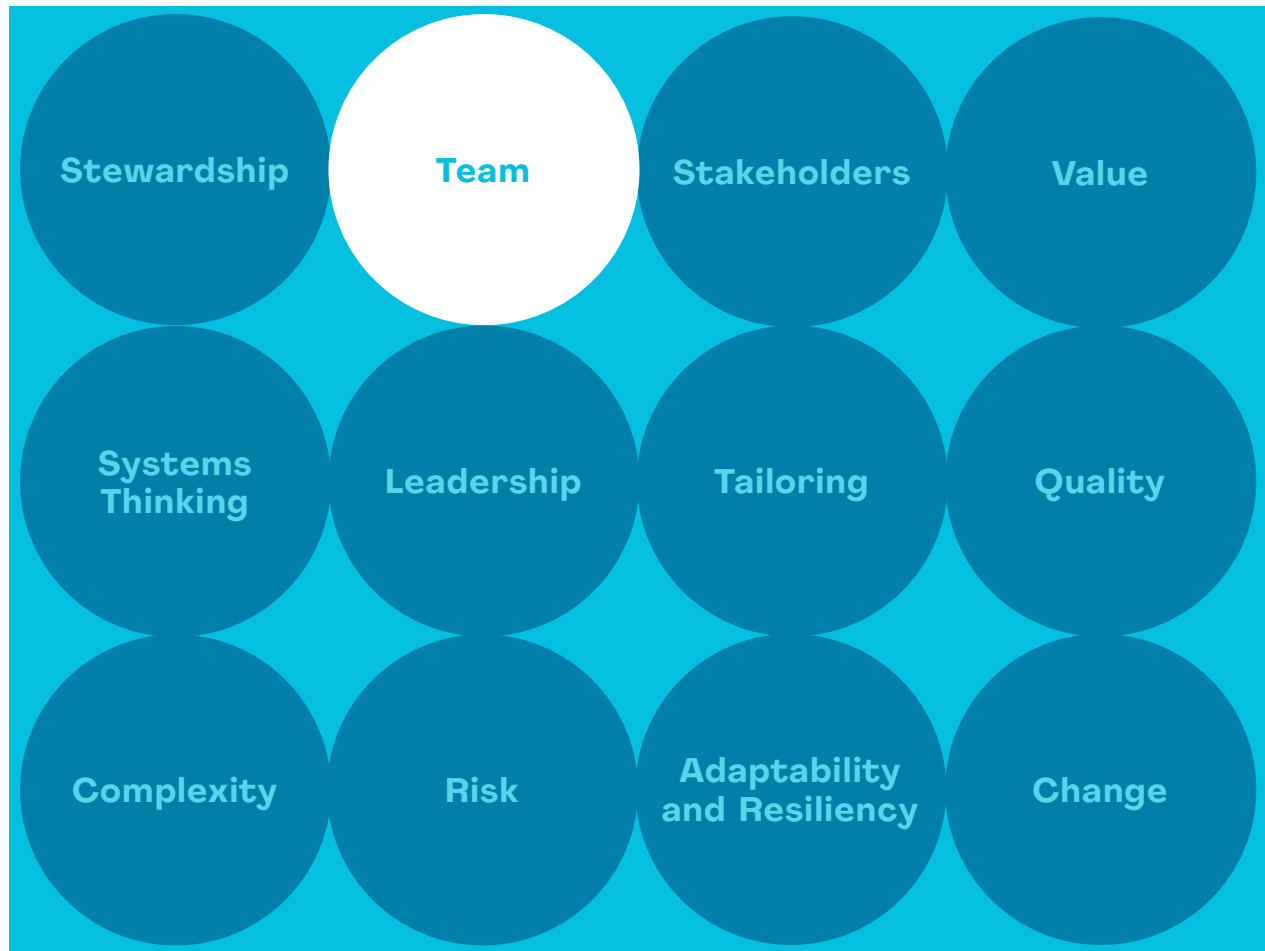 Stewardship
Team
Stakeholders
Value
Systems
Thinking
Leadership
Tailoring
Quality
Complexity
Risk
Adaptability
and Resiliency
Change